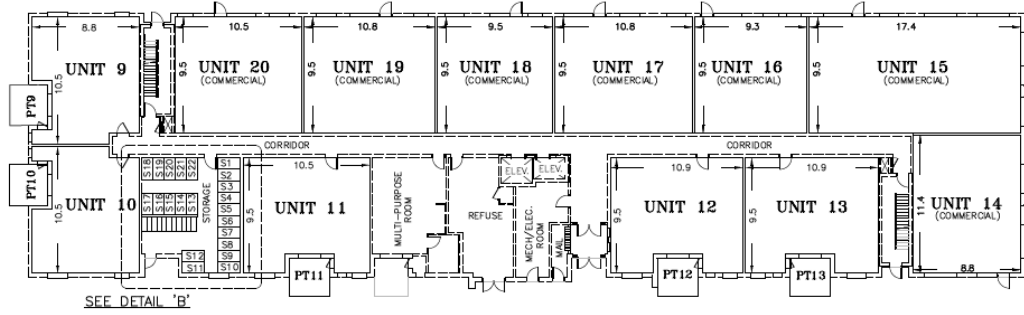 8.8
10.5
10.8
9.5
10.8
9.3
17.4
UNIT 9
10.5
PT9
9.5
UNIT 20
(COMMERCIAL)
9.5
UNIT 19
(COMMERCIAL)
9.5
UNIT 18
(COMMERCIAL)
9.5
UNIT 17
(COMMERCIAL)
9.5
UNIT 16
(COMMERCIAL)
9.5
UNIT 15
(COMMERCIAL)
CORRIDOR
CORRIDOR
PT10
10.5
UNIT 10
S18
S19
S20
S21
S22
S17
S16
S15
S14
S13
STORAGE
S1
S2
S3
S4
S5
S6
S7
S8
S9
S10
S12
S11
10.5
9.5
UNIT 11
PT11
MULTI-PURPOSE
ROOM
REFUSE
ELEV.
ELEV.
MECH/ELEC.
ROOM
MAIL
10.9
9.5
UNIT 12
PT12
10.9
9.5
UNIT 13
PT13
11.4
UNIT 14
(COMMERCIAL)
8.8
SEE DETAIL 'B'